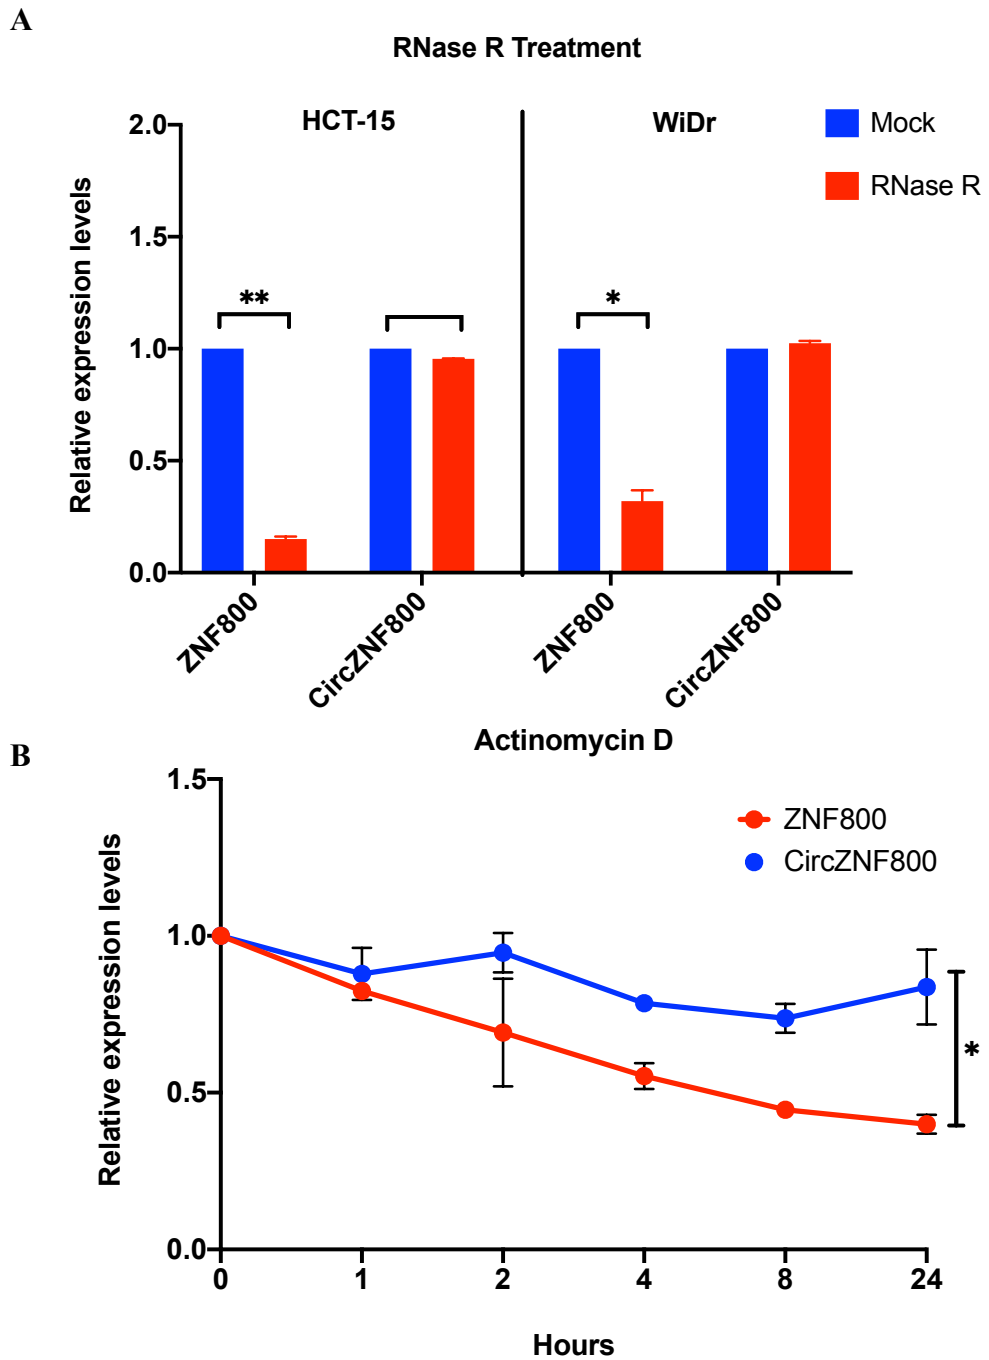 A
RNase R Treatment
HCT-15
WiDr
Mock
RNase R
Relative expression levels
2.0
1.5
1.0
0.5
0.0
**
*
ZNF800
CircZNF800
ZNF800
CircZNF800
B
Actinomycin D
ZNF800
CircZNF800
Relative expression levels
1.5
1.0
0.5
0.0
*
0 1 2 4 8 24
Hours